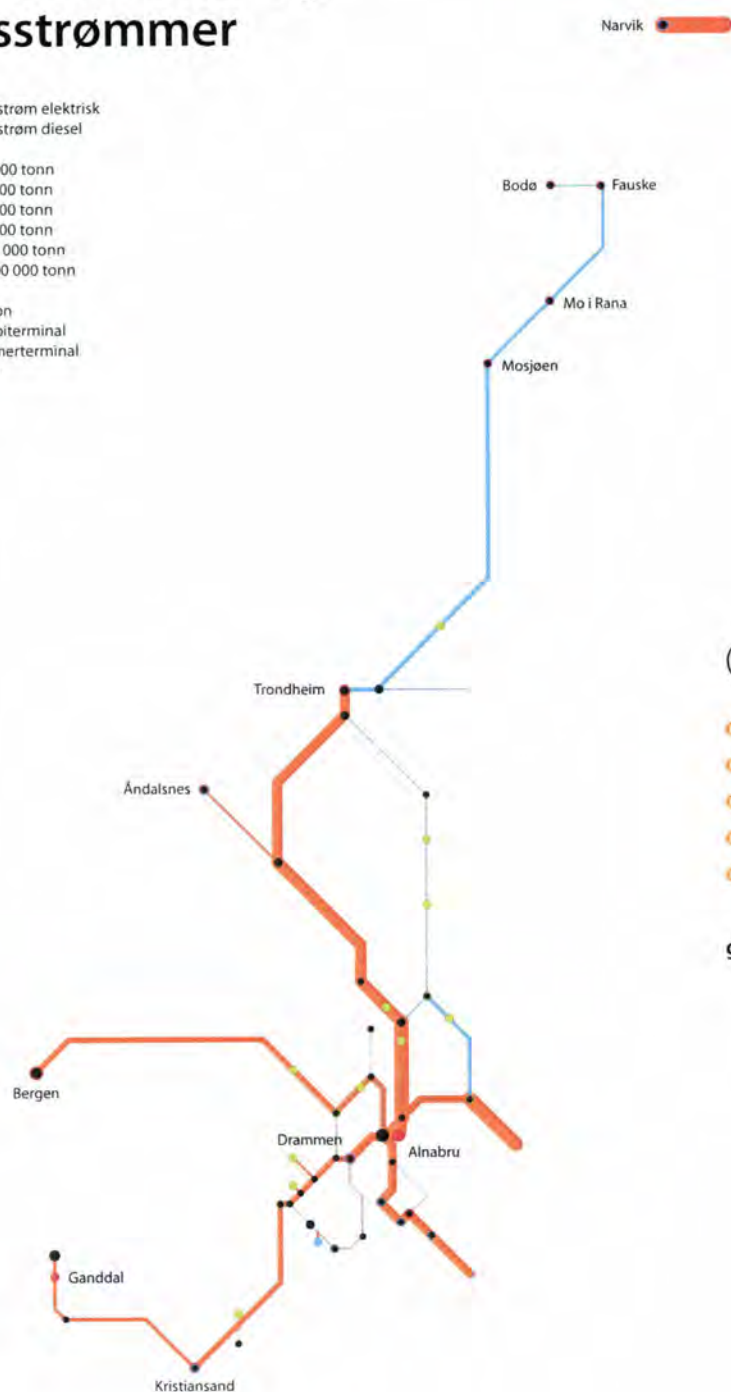 sstrømmer
Narvik
strøm elektrisk
strøm diesel
00 tonn
00 tonn
00 tonn
00 tonn
000 tonn
0 000 tonn
on
biterminal
merterminal
Bodø
Fauske
Mo i Rana
Mosjøen
Trondheim
Åndalsnes
Bergen
Drammen
Alnabru
Ganddal
Kristiansand